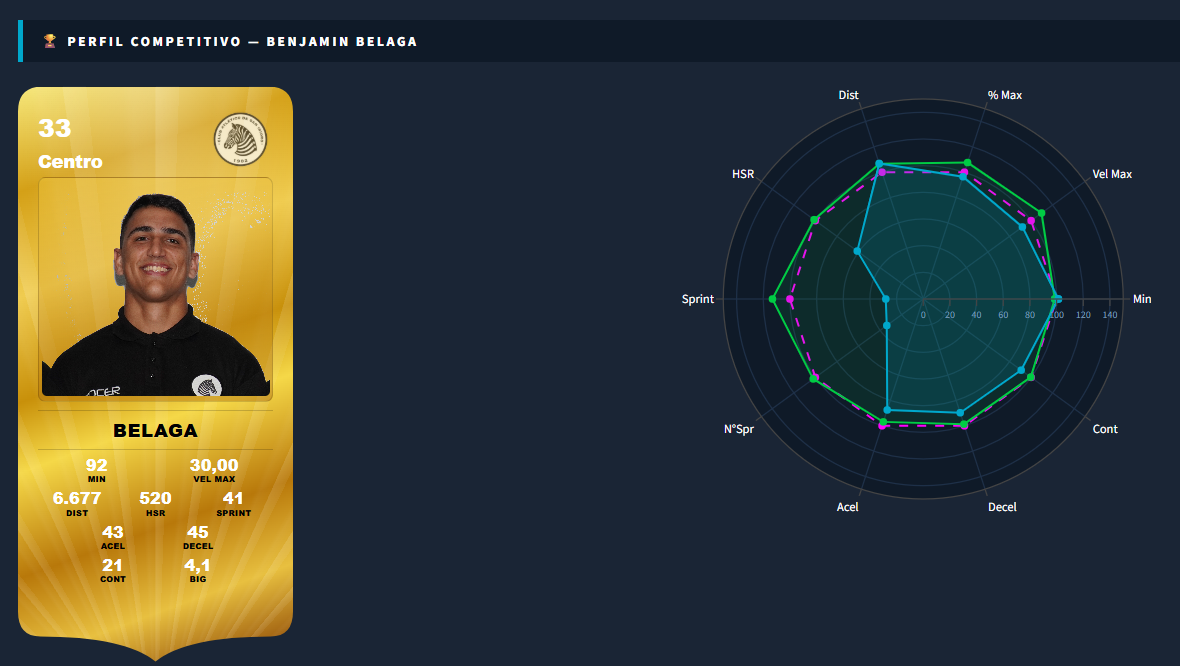 PERFIL COMPETITIVO — BENJAMIN BELAGA
33
Centro
1902
BELAGA
92
MIN
30,00
VEL MAX
6.677
DIST
520
HSR
41
SPRINT
43
ACEL
45
DECEL
21
CONT
4,1
BIG
Dist
% Max
HSR
Vel Max
Sprint
Min
0 20 40 60 80 100 120 140
N°Spr
Cont
Acel
Decel